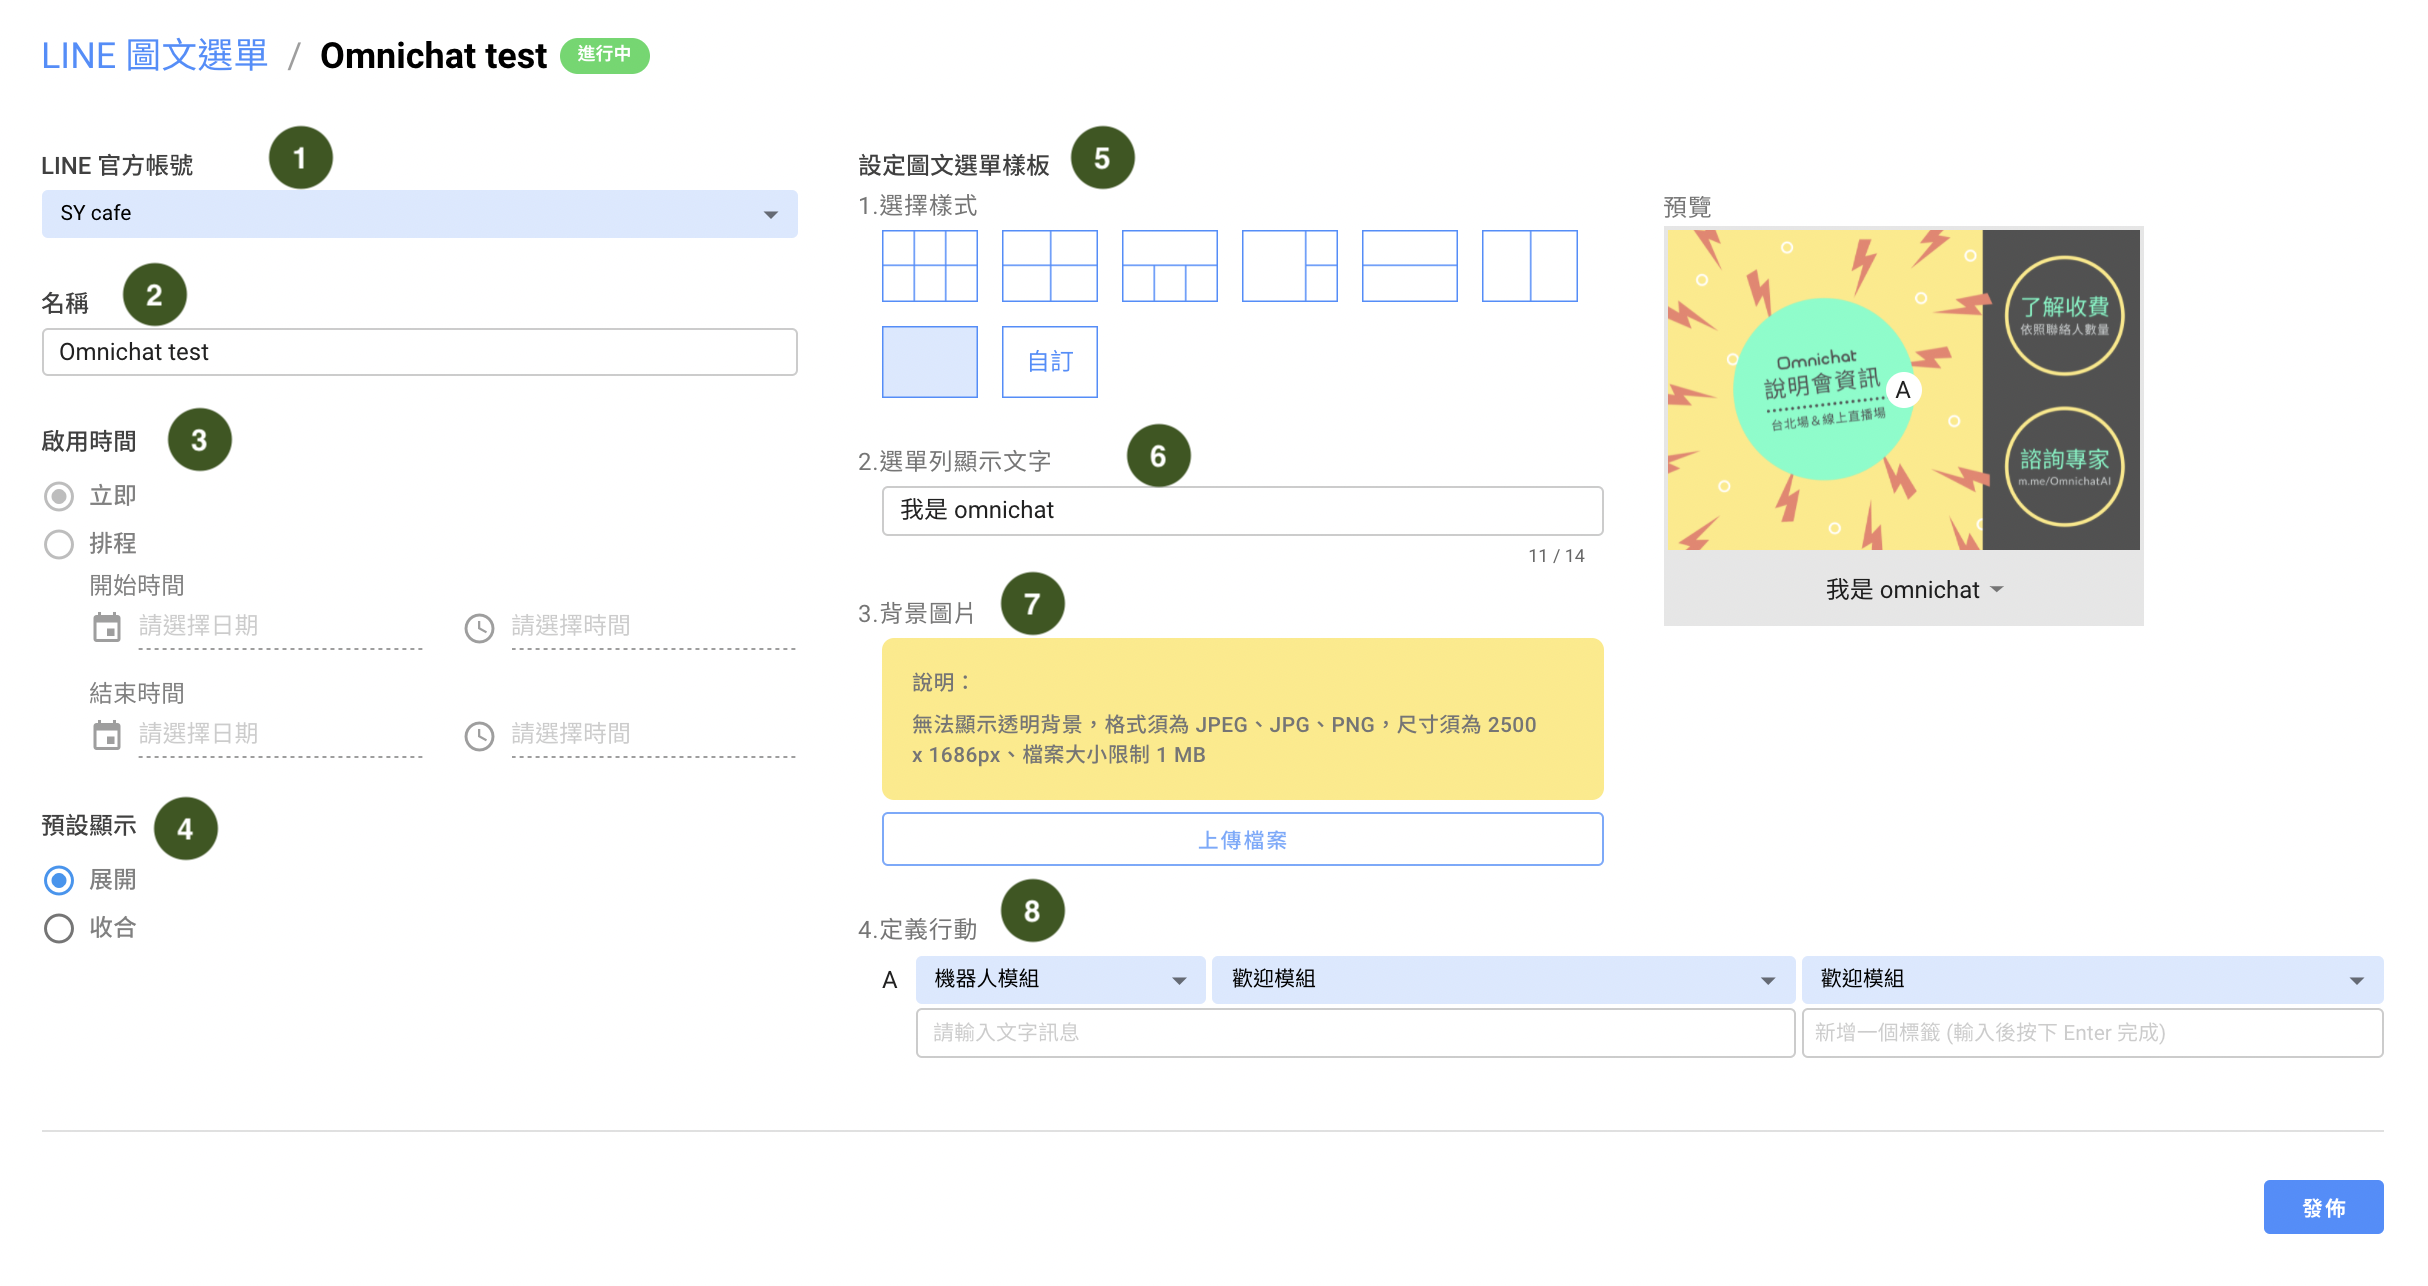 LINE 圖文選單 / Omnichat test 進行中
LINE 官方帳號 1
SY cafe
名稱 2
Omnichat test
啟用時間 3
立即
排程
開始時間
請選擇日期 請選擇時間
結束時間
請選擇日期 請選擇時間
預設顯示 4
展開
收合
設定圖文選單樣板 5
1.選擇樣式
自訂
2.選單列顯示文字 6
我是 omnichat
11 / 14
3.背景圖片 7
說明：
無法顯示透明背景，格式須為 JPEG、JPG、PNG，尺寸須為 2500
x 1686px、檔案大小限制 1 MB
上傳檔案
4.定義行動 8
A 機器人模組 歡迎模組 歡迎模組
請輸入文字訊息 新增一個標籤 (輸入後按下 Enter 完成)
預覽
Omnichat
說明會資訊
台北場&線上直播場
A
了解收費
依照聯絡人數量
諮詢專家
m.me/OmnichatAI
我是 omnichat
發佈